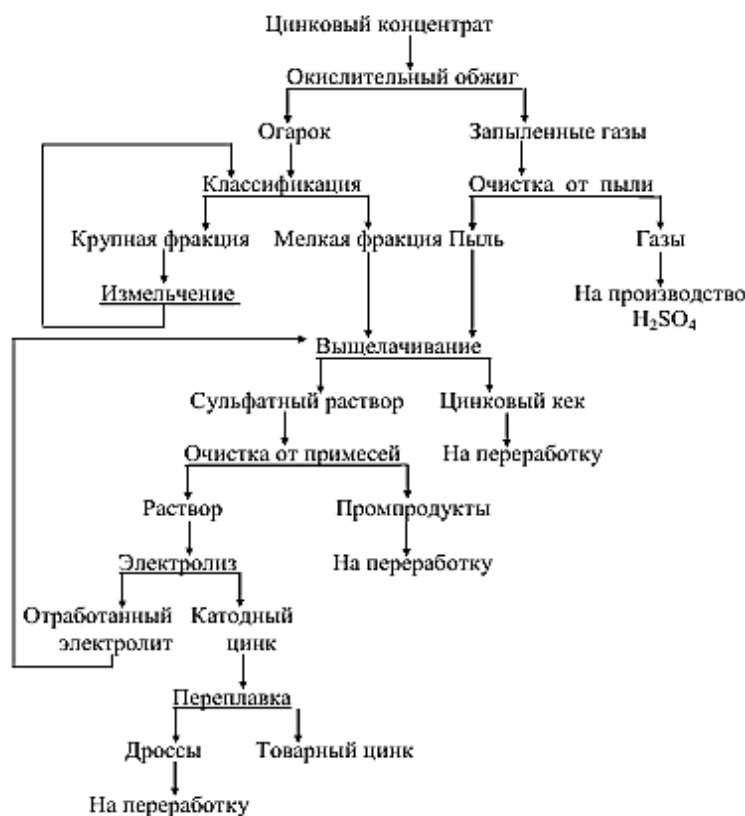 Цинковый концентрат
Окислительный обжиг
Огарок
Запыленные газы
Классификация
Очистка от пыли
Крупная фракция
Мелкая фракция
Пыль
Газы
Измельчение
На производство
H₂SO₄
Выщелачивание
Сульфатный раствор
Цинковый кек
Очистка от примесей
На переработку
Раствор
Промпродукты
Электролиз
На переработку
Отработанный
электролит
Катодный
цинк
Переплавка
Дроссы
Товарный цинк
На переработку